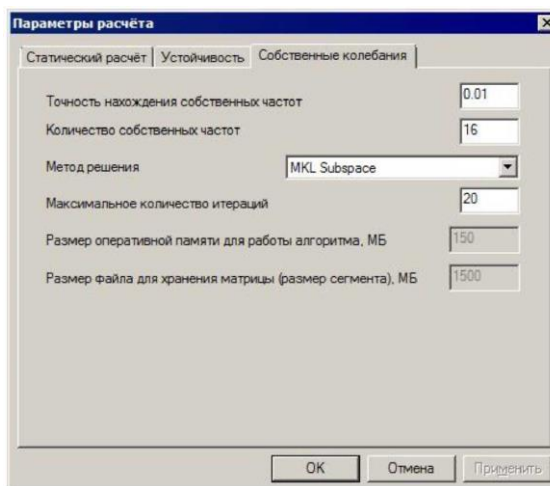 Параметры расчёта
Статический расчёт Устойчивость Собственные колебания
Точность нахождения собственных частот 0.01
Количество собственных частот 16
Метод решения MKL Subspace
Максимальное количество итераций 20
Размер оперативной памяти для работы алгоритма, МБ 150
Размер файла для хранения матрицы (размер сегмента), МБ 1500
OK Отмена Применить